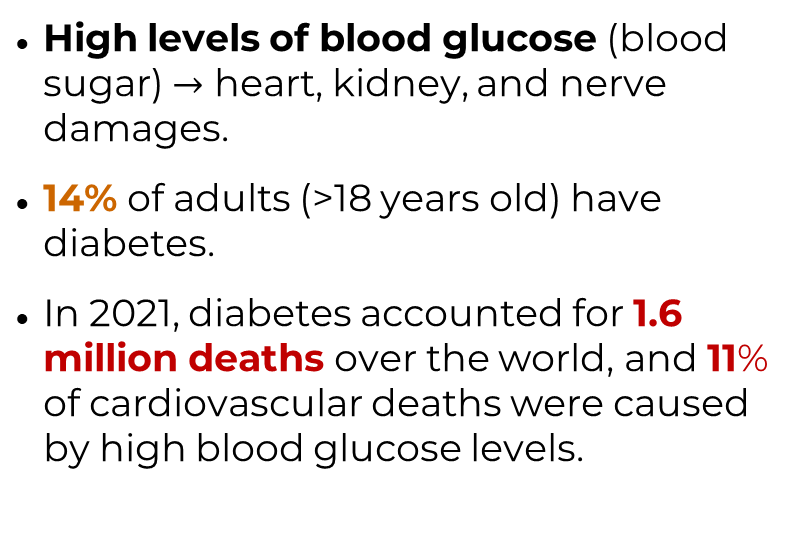 • High levels of blood glucose (blood
sugar) → heart, kidney, and nerve
damages.
• 14% of adults (>18 years old) have
diabetes.
• In 2021, diabetes accounted for 1.6
million deaths over the world, and 11%
of cardiovascular deaths were caused
by high blood glucose levels.